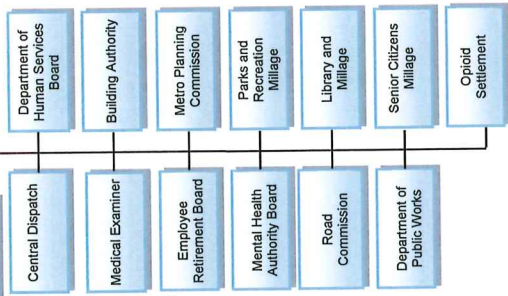 Department of
Human Services
Board
Building Authority
Metro Planning
Commission
Parks and
Recreation
Millage
Library and
Millage
Senior Citizens
Millage
Opioid
Settlement
Central Dispatch
Medical Examiner
Employee
Retirement Board
Mental Health
Authority Board
Road
Commission
Department of
Public Works